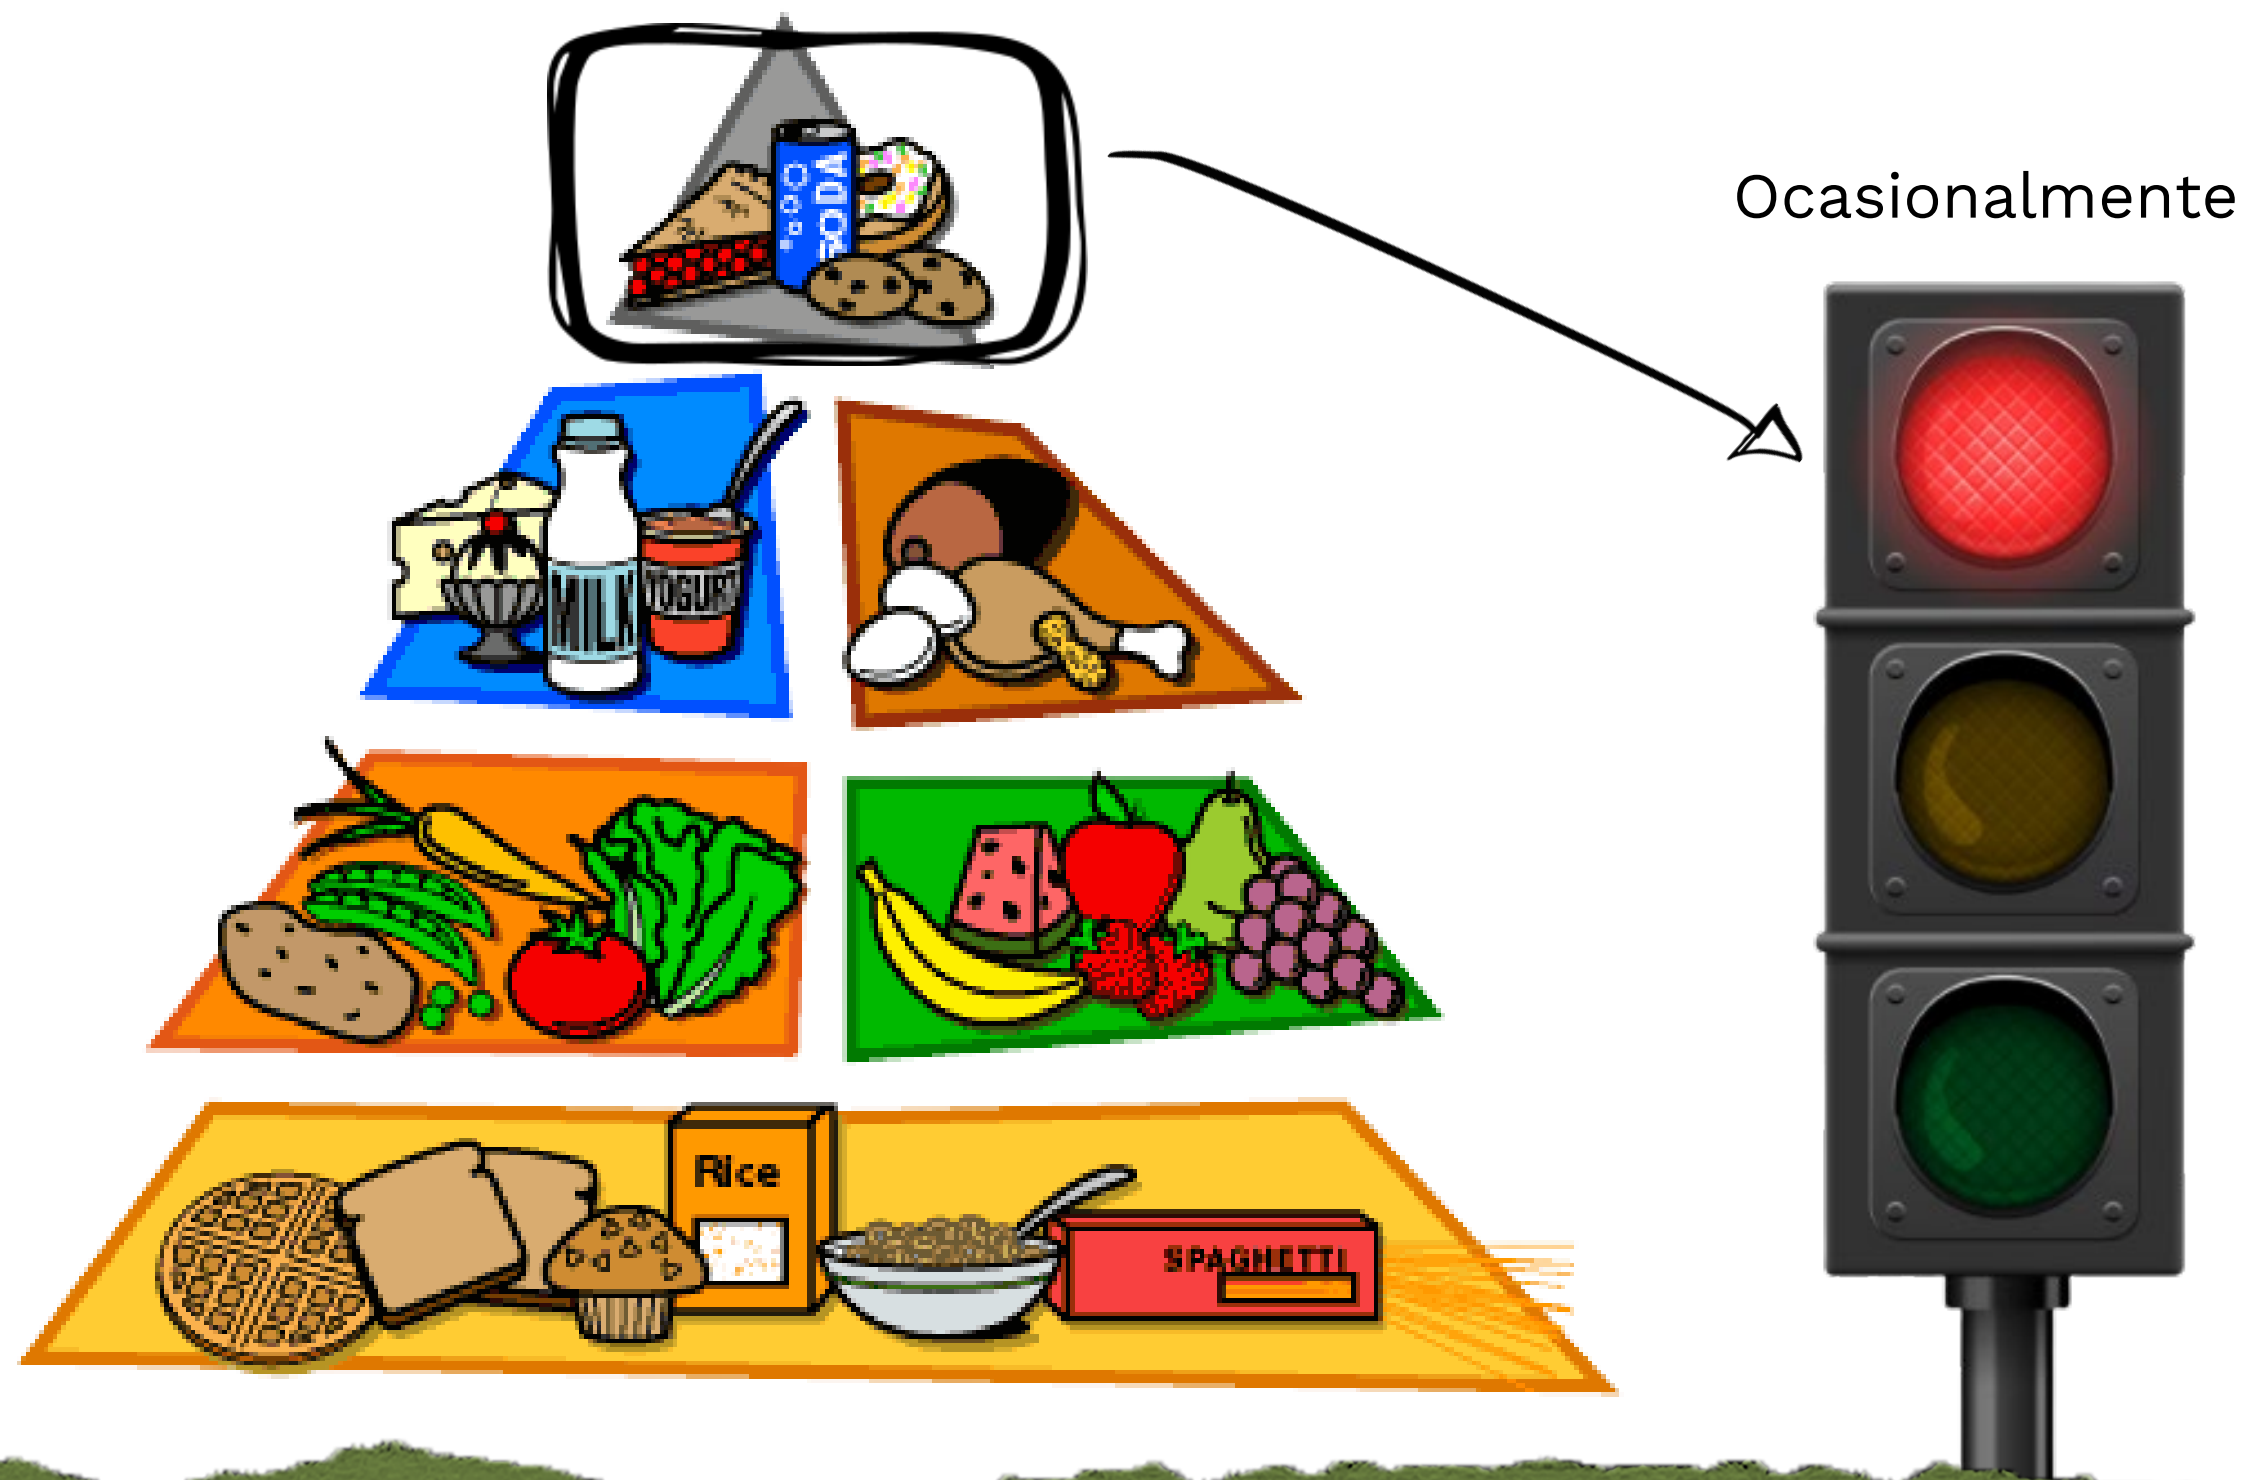 SODA
Ocasionalmente
MILK
YOGURT
Rice
SPAGHETTI